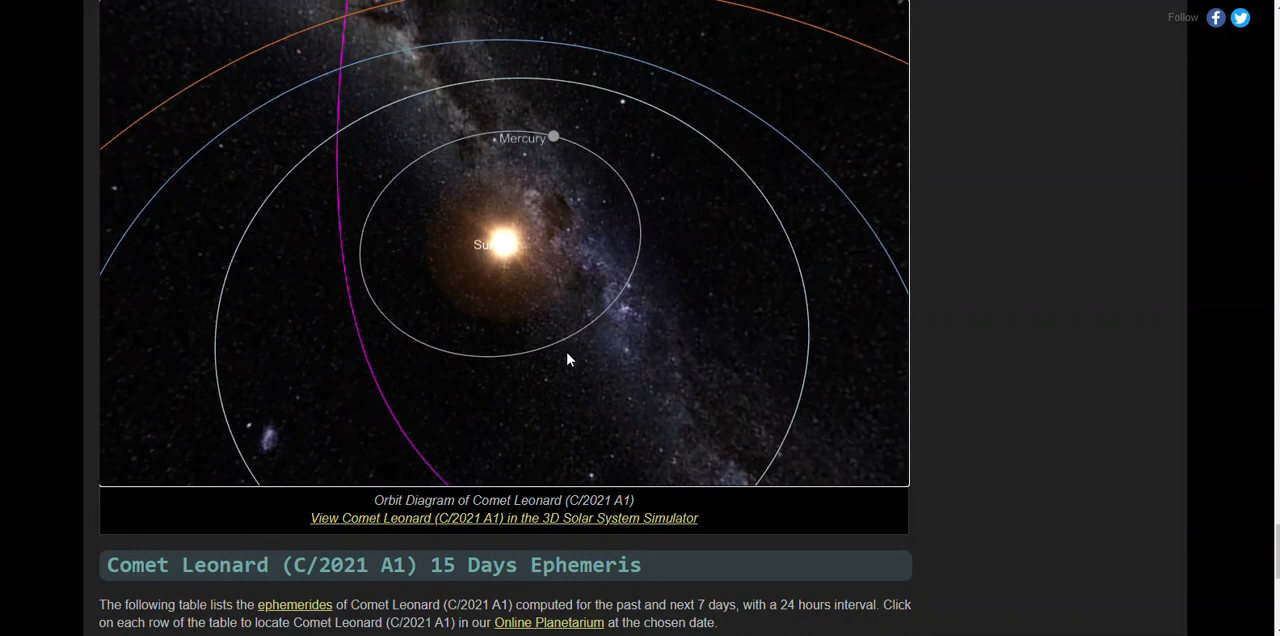 Follow
Mercury
Sun
Orbit Diagram of Comet Leonard (C/2021 A1)
View Comet Leonard (C/2021 A1) in the 3D Solar System Simulator
Comet Leonard (C/2021 A1) 15 Days Ephemeris
The following table lists the ephemerides of Comet Leonard (C/2021 A1) computed for the past and next 7 days, with a 24 hours interval. Click
on each row of the table to locate Comet Leonard (C/2021 A1) in our Online Planetarium at the chosen date.